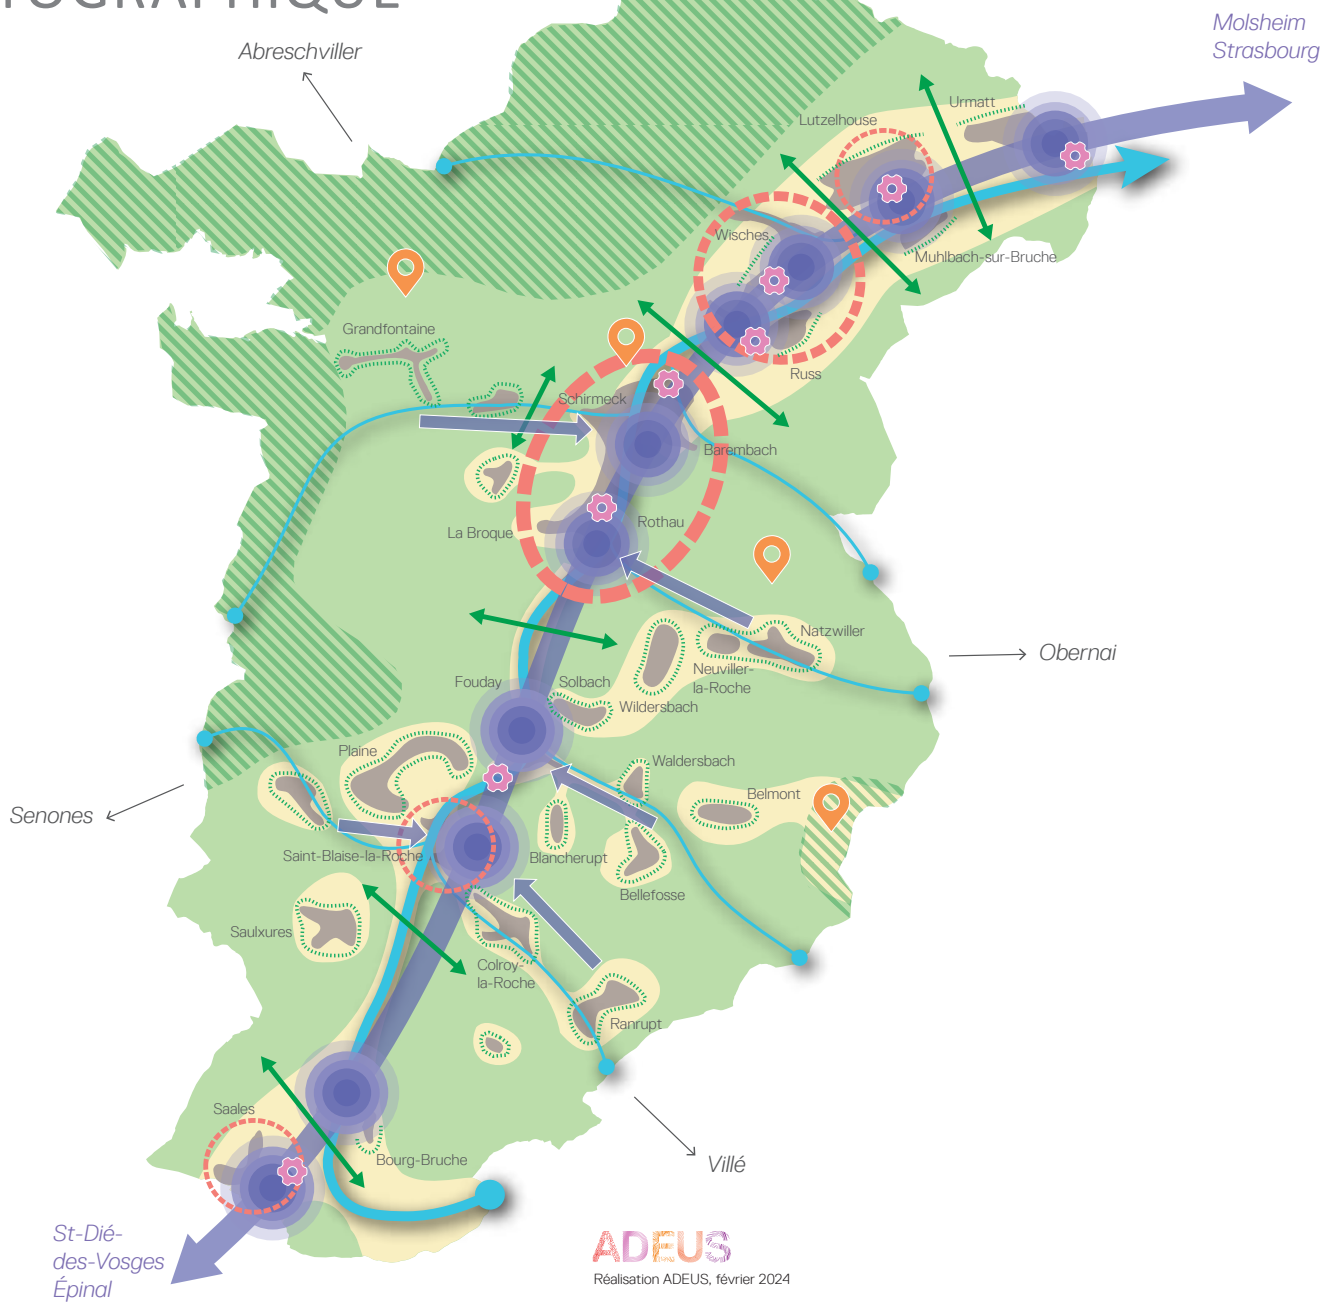 TOGRAPHIQUE
Molsheim
Strasbourg
Abreschviller
Urmatt
Lutzelhouse
Wisches
Muhlbach-sur-Bruche
Grandfontaine
Russ
Schirmeck
Barembach
Rothau
La Broque
Natzwiller
Obernai
Neuviller-
la-Roche
Fouday
Solbach
Wildersbach
Plaine
Waldersbach
Belmont
Senones
Saint-Blaise-la-Roche
Blancherupt
Bellefosse
Saulxures
Colroy-
la-Roche
Ranrupt
Saales
Bourg-Bruche
Villé
St-Dié-
des-Vosges
Épinal
ADEUS
Réalisation ADEUS, février 2024